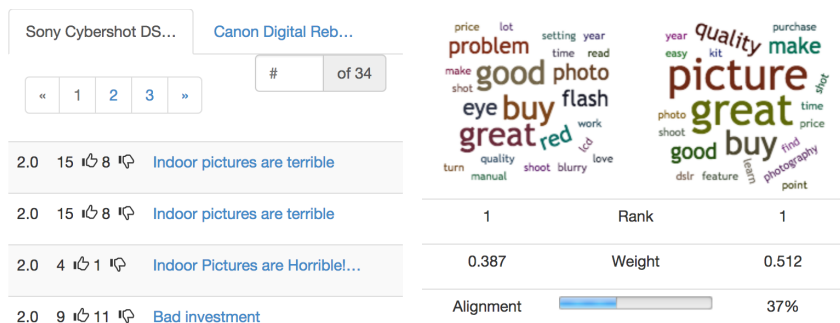 Sony Cybershot DS…
Canon Digital Reb…
# of 34
« 1 2 3 »
2.0 15 8 Indoor pictures are terrible
2.0 15 8 Indoor pictures are terrible
2.0 4 1 Indoor Pictures are Horrible!…
2.0 9 11 Bad investment
price lot
problem setting year
time read
make good photo
shot
eye buy flash
great red work
lcd
quality love
turn shoot blurry
manual
year quality purchase
easy kit make
picture shot
photo great time
shoot price
good buy find
learn photography
dslr feature
point
1 Rank 1
0.387 Weight 0.512
Alignment 37%